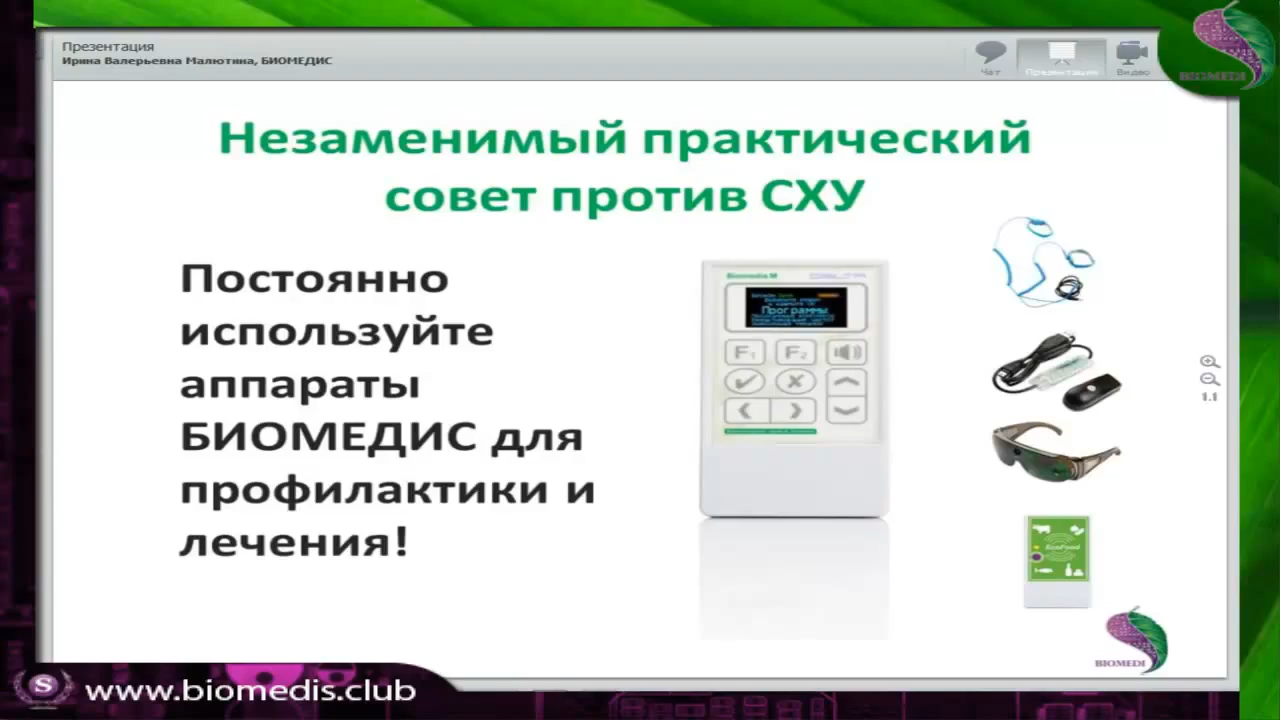 Презентация
Ирина Валерьевна Малютина, БИОМЕДИС
Чат
Презентация
Видео
BIOMEDI
Незаменимый практический
совет против СХУ
Постоянно
используйте
аппараты
БИОМЕДИС для
профилактики и
лечения!
Biomedis M
Программы
F1
F2
EcoFood
1.1
BIOMEDI
S
www.biomedis.club